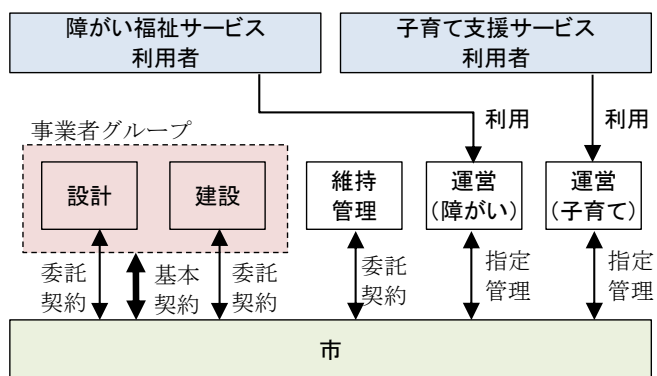 障がい福祉サービス
利用者
子育て支援サービス
利用者
利用
利用
事業者グループ
設計
建設
維持
管理
運営
(障がい)
運営
(子育て)
委託
契約
基本
契約
委託
契約
委託
契約
指定
管理
指定
管理
市